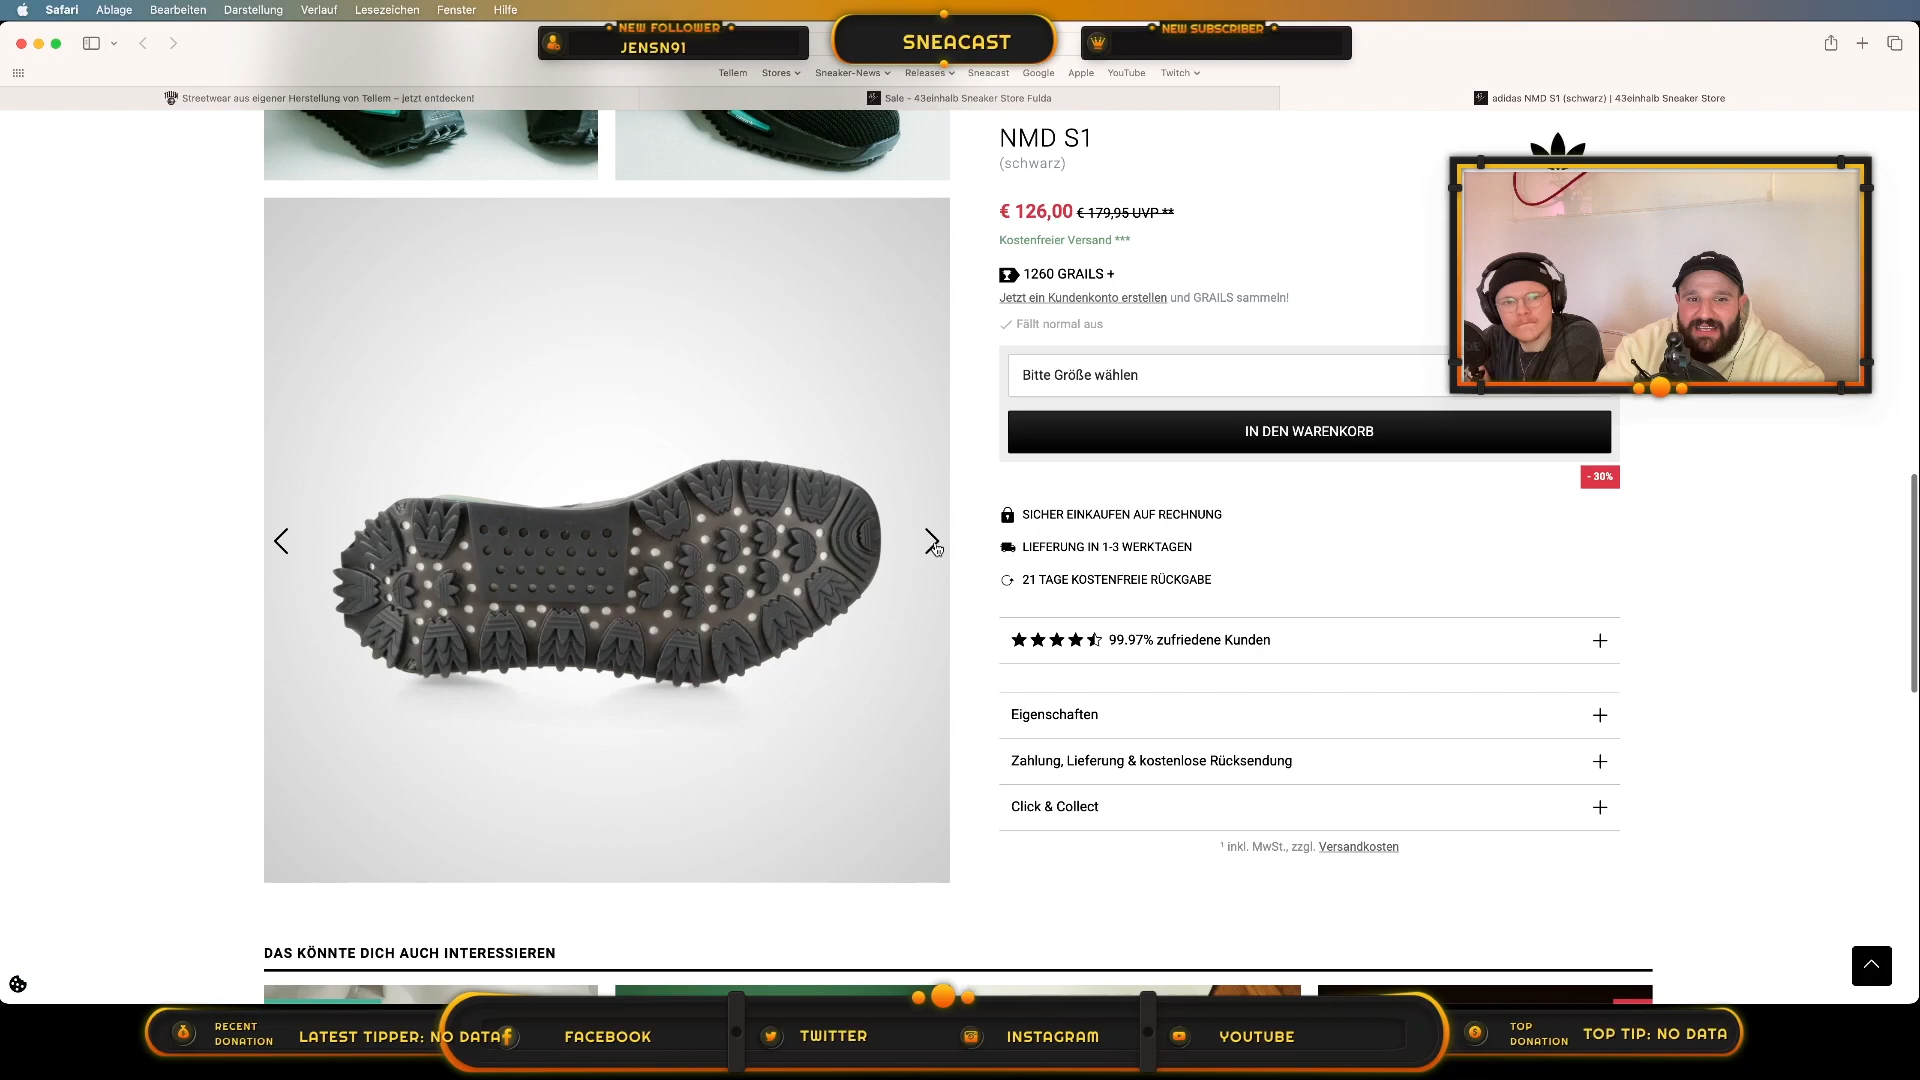 Safari Ablage Bearbeiten Darstellung Verlauf Lesezeichen Fenster Hilfe
NEW FOLLOWER
JENSN91
SNEACAST
NEW SUBSCRIBER
Tellem Stores Sneaker-News Releases Sneacast Google Apple YouTube Twitch
Streetwear aus eigener Herstellung von Tellem – jetzt entdecken!
Sale - 43einhalb Sneaker Store Fulda
adidas NMD S1 (schwarz) | 43einhalb Sneaker Store
NMD S1
(schwarz)
€ 126,00 € 179,95 UVP **
Kostenfreier Versand ***
1260 GRAILS +
Jetzt ein Kundenkonto erstellen und GRAILS sammeln!
Fällt normal aus
Bitte Größe wählen
IN DEN WARENKORB
- 30%
SICHER EINKAUFEN AUF RECHNUNG
LIEFERUNG IN 1-3 WERKTAGEN
21 TAGE KOSTENFREIE RÜCKGABE
99.97% zufriedene Kunden
Eigenschaften
Zahlung, Lieferung & kostenlose Rücksendung
Click & Collect
¹ inkl. MwSt., zzgl. Versandkosten
DAS KÖNNTE DICH AUCH INTERESSIEREN
RECENT
DONATION
LATEST TIPPER: NO DATA
FACEBOOK
TWITTER
INSTAGRAM
YOUTUBE
TOP
DONATION
TOP TIP: NO DATA